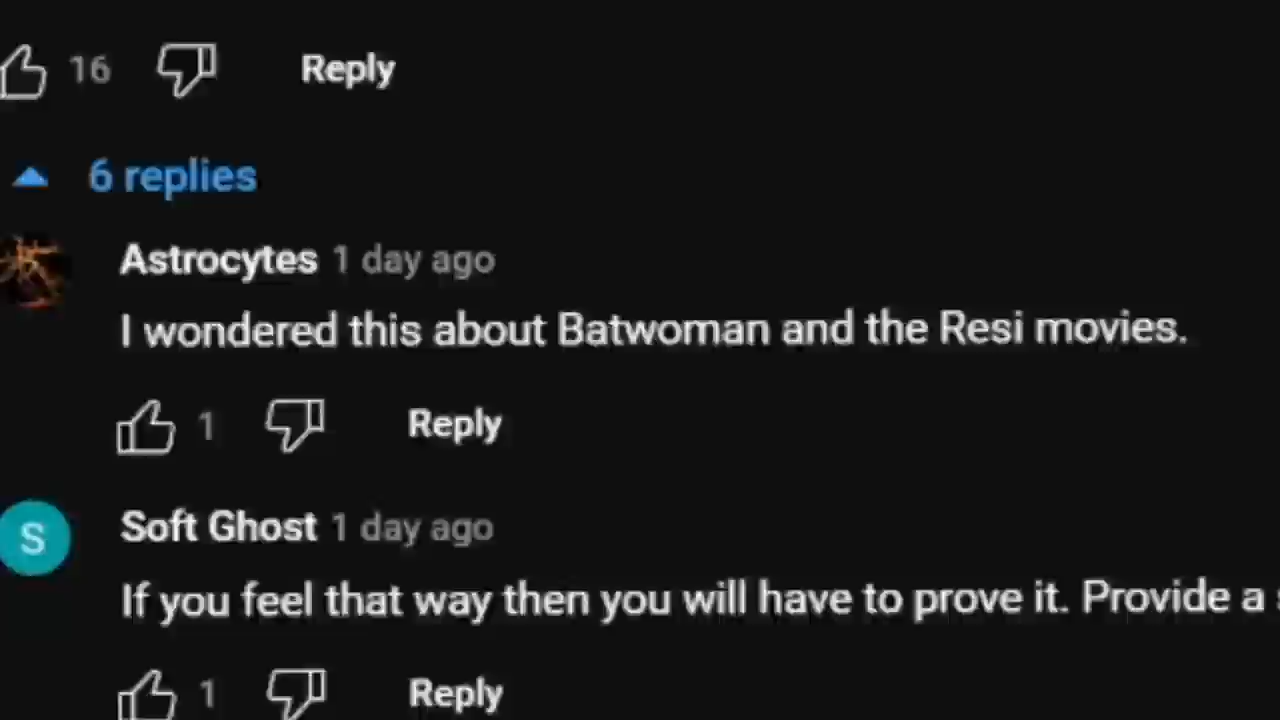 16 Reply
6 replies
Astrocytes 1 day ago
I wondered this about Batwoman and the Resi movies.
1 Reply
S
Soft Ghost 1 day ago
If you feel that way then you will have to prove it. Provide a
1 Reply